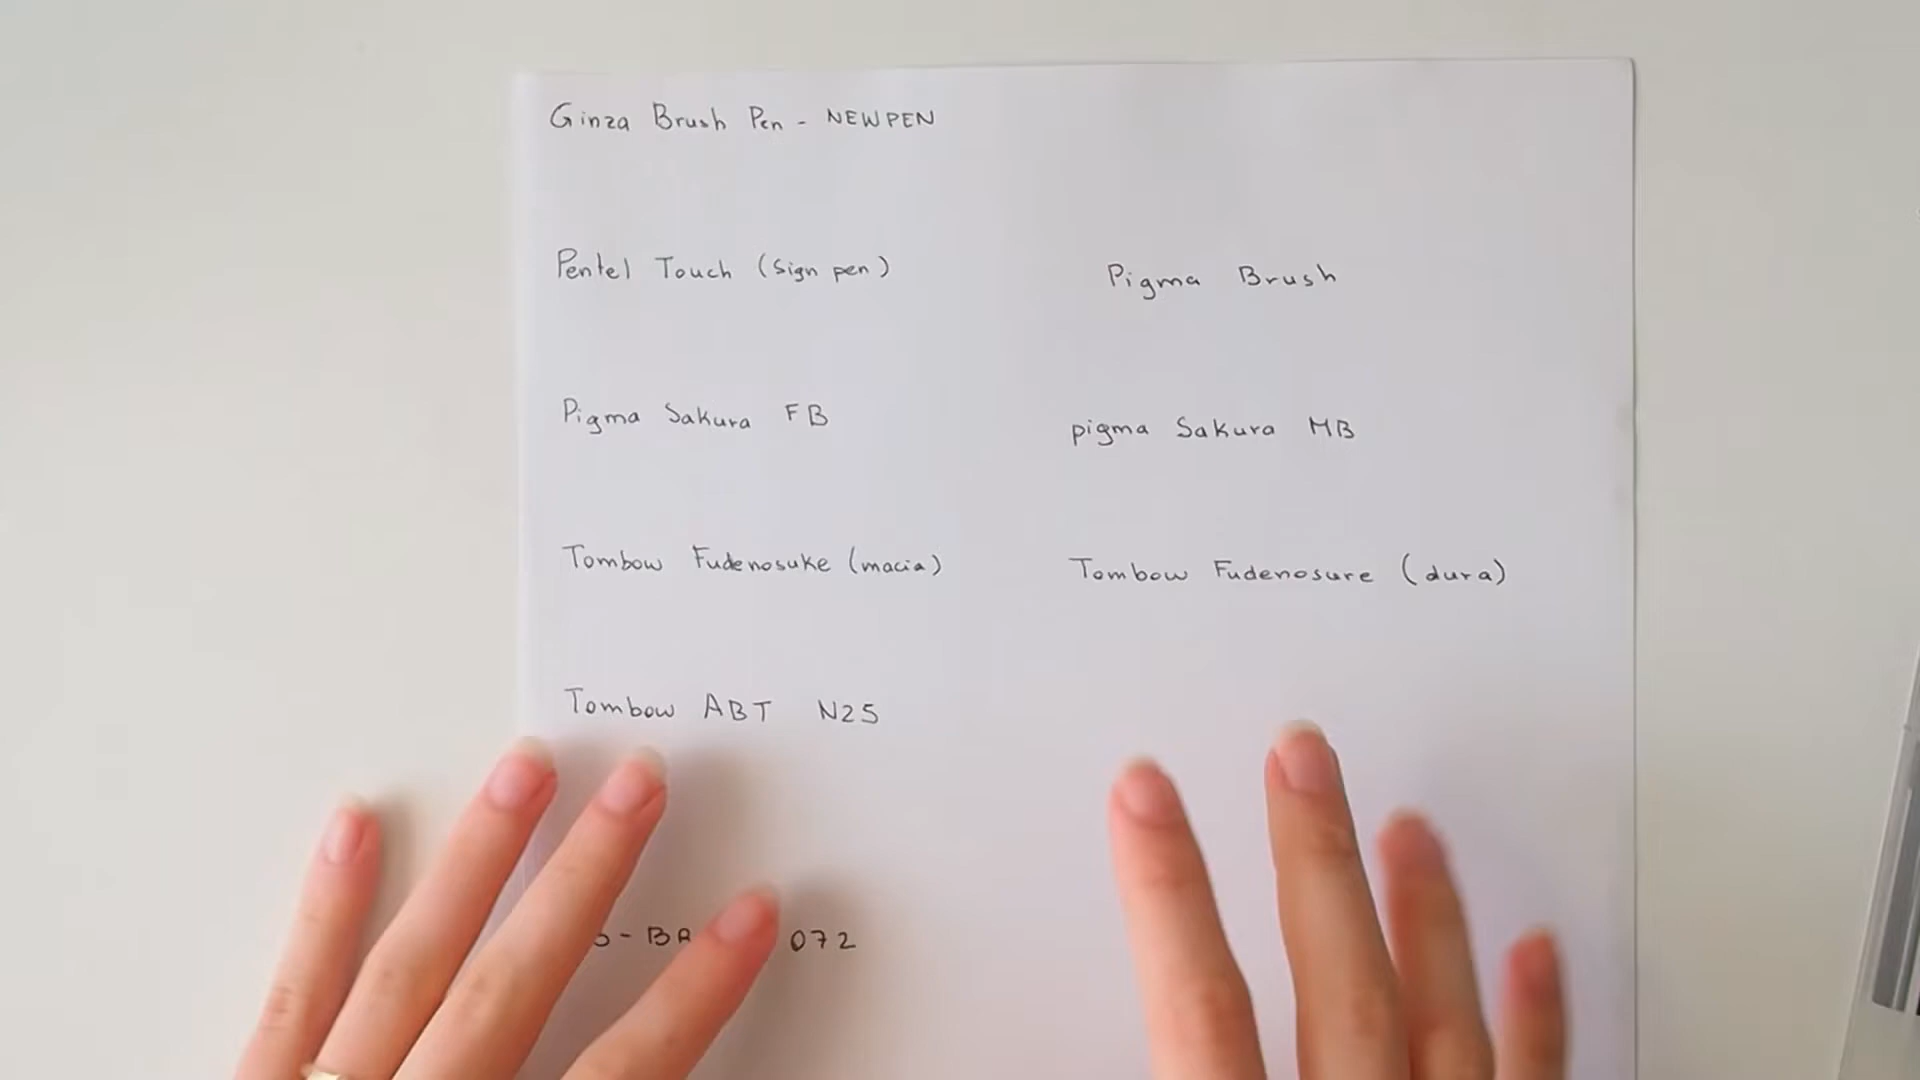 Ginza Brush Pen - NEWPEN
Pentel Touch (sign pen)
Pigma Brush
Pigma Sakura FB
pigma Sakura MB
Tombow Fudenosuke (macia)
Tombow Fudenosure (dura)
Tombow ABT N25
072